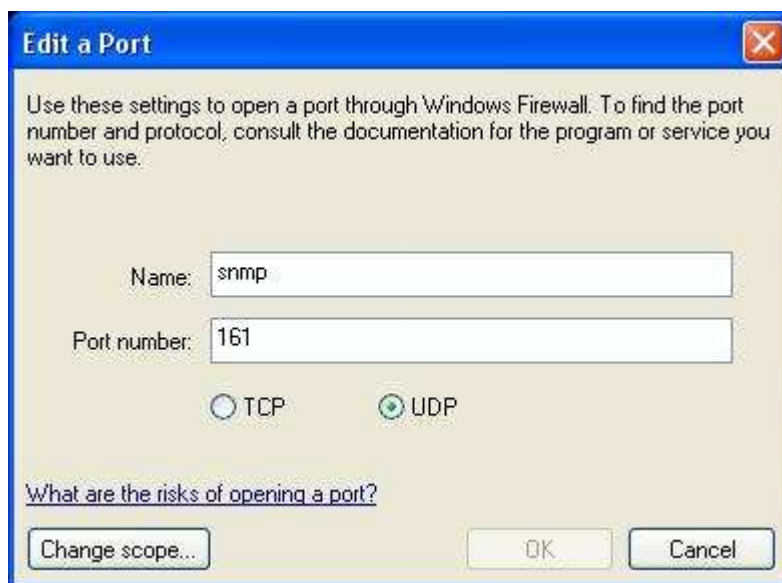 Edit a Port
Use these settings to open a port through Windows Firewall. To find the port
number and protocol, consult the documentation for the program or service you
want to use.
Name: snmp
Port number: 161
TCP UDP
What are the risks of opening a port?
Change scope... OK Cancel